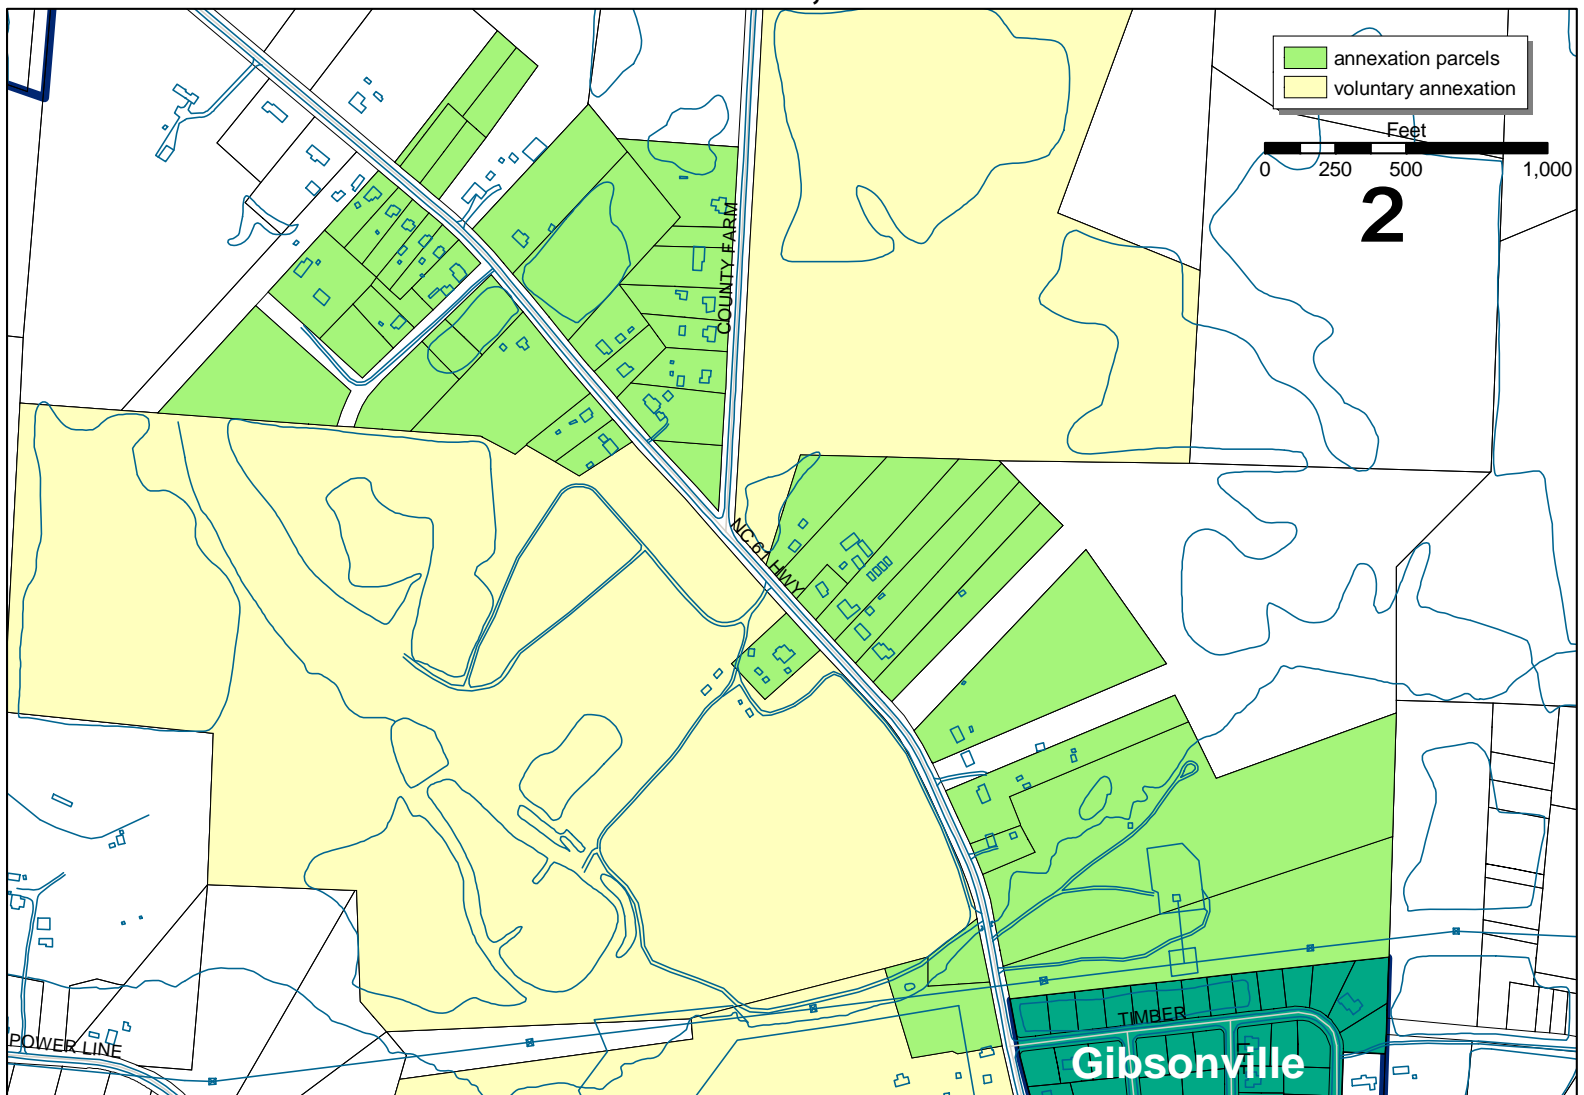 annexation parcels
voluntary annexation
Feet
0 250 500 1,000
2
COUNTY FARM
NC 61 HWY
TIMBER
Gibsonville
POWER LINE